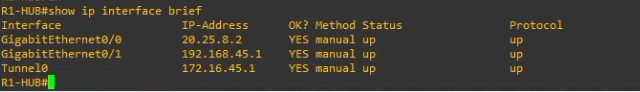 R1-HUB#show ip interface brief
Interface IP-Address OK? Method Status Protocol
GigabitEthernet0/0 20.25.8.2 YES manual up up
GigabitEthernet0/1 192.168.45.1 YES manual up up
Tunnel0 172.16.45.1 YES manual up up
R1-HUB#